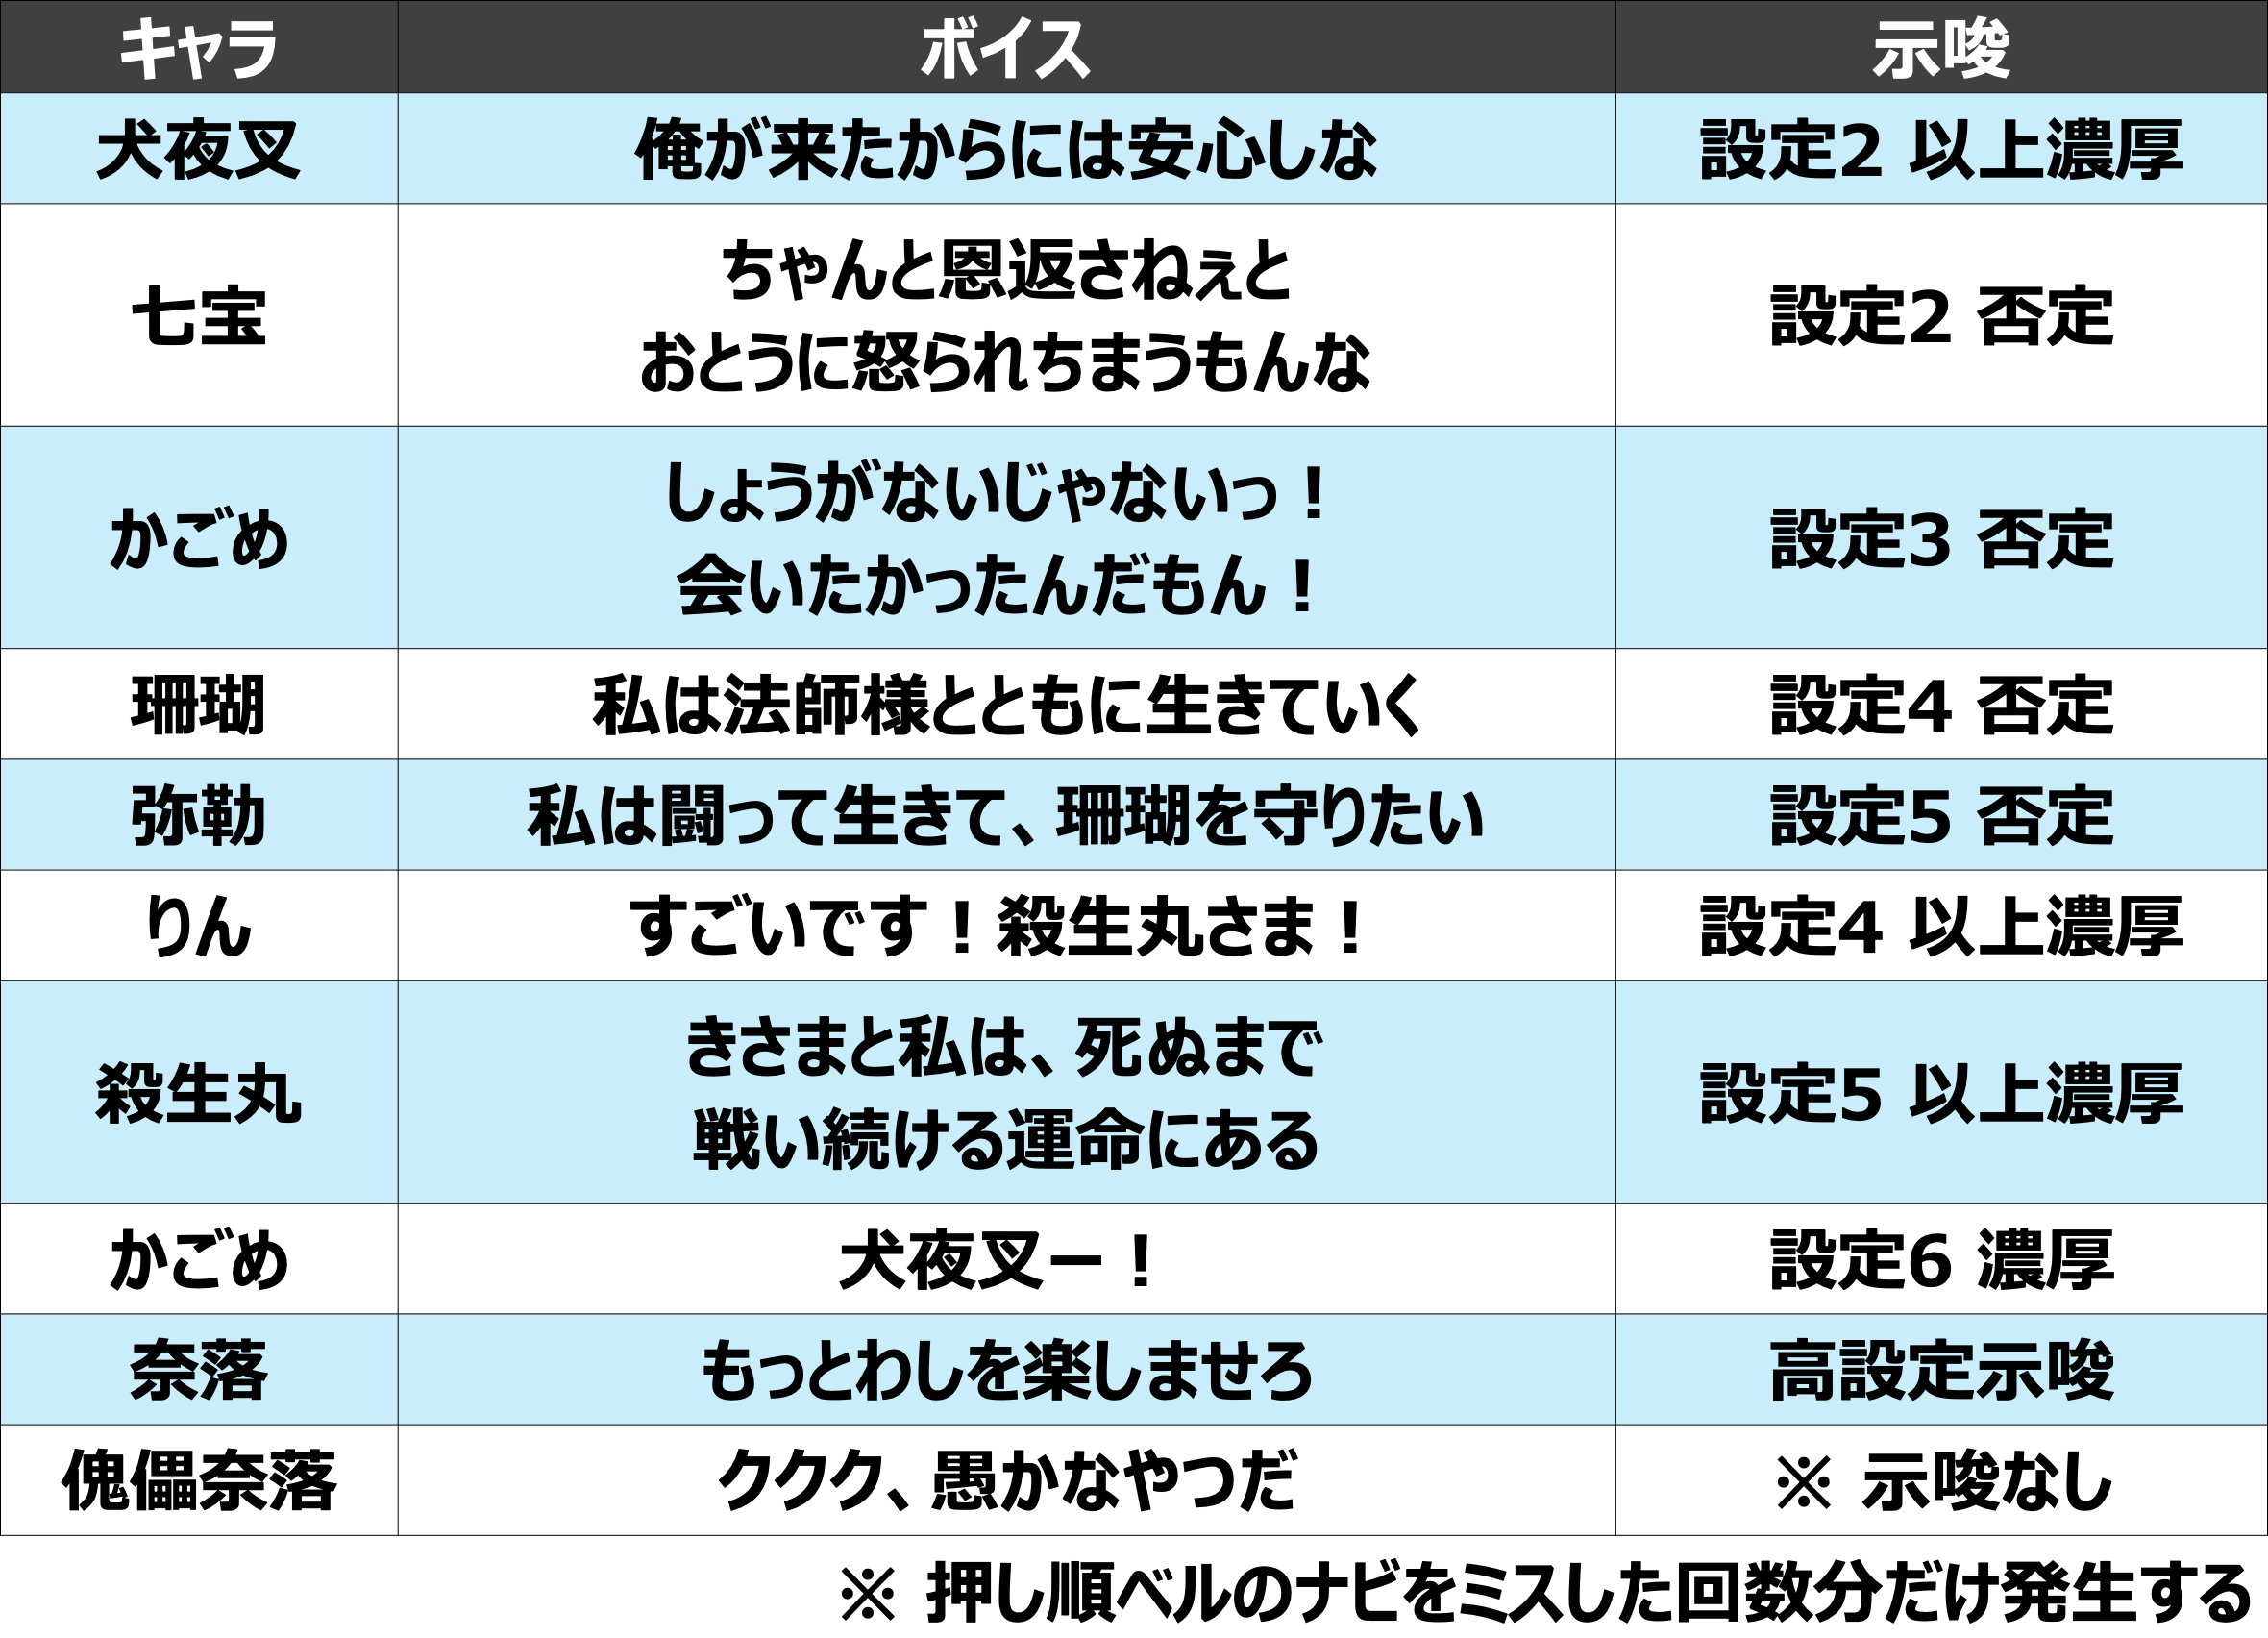 キャラ ボイス 示唆
犬夜叉 俺が来たからには安心しな 設定2 以上濃厚
七宝 ちゃんと恩返さねぇと
おとうに怒られちまうもんな 設定2 否定
かごめ しょうがないじゃないっ！
会いたかったんだもん！ 設定3 否定
珊瑚 私は法師様とともに生きていく 設定4 否定
弥勒 私は闘って生きて、珊瑚を守りたい 設定5 否定
りん すごいです！殺生丸さま！ 設定4 以上濃厚
殺生丸 きさまと私は、死ぬまで
戦い続ける運命にある 設定5 以上濃厚
かごめ 犬夜叉ー！ 設定6 濃厚
奈落 もっとわしを楽しませろ 高設定示唆
傀儡奈落 ククク、愚かなやつだ ※ 示唆なし
※ 押し順ベルのナビをミスした回数分だけ発生する